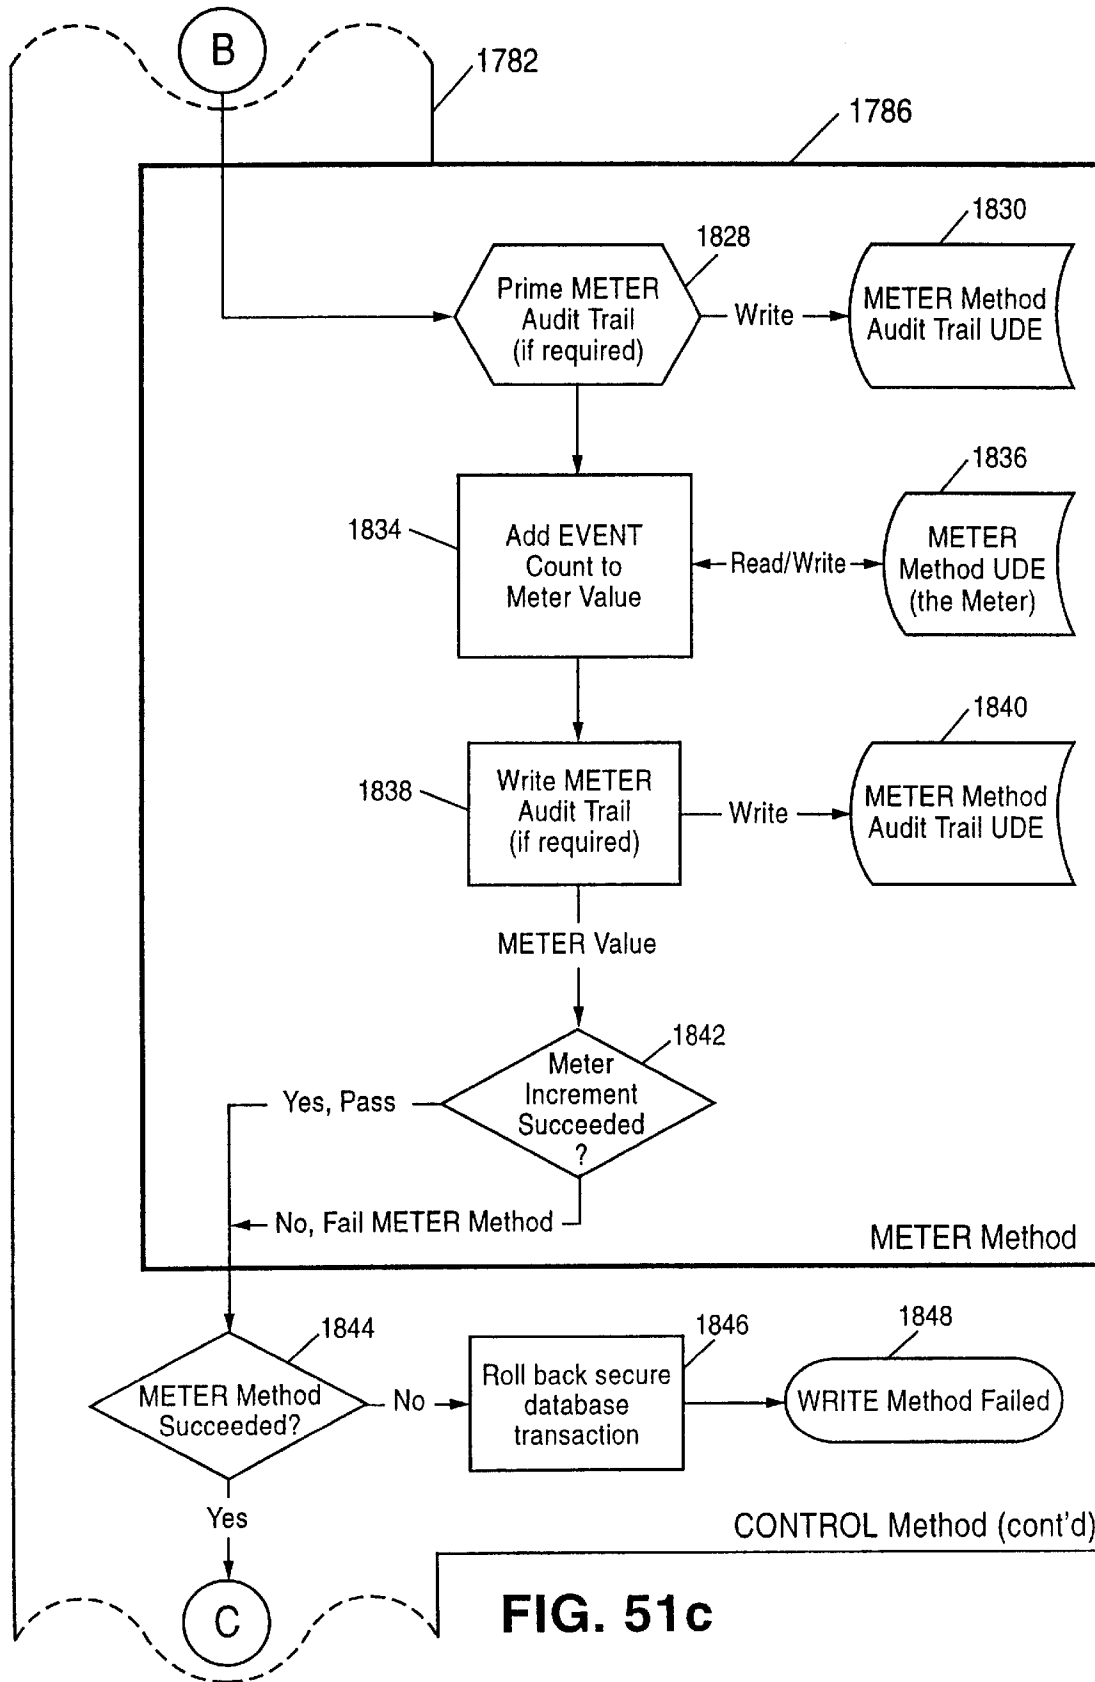 B
1782
1786
1828
1830
Prime METER
Audit Trail
(if required)
Write
METER Method
Audit Trail UDE
1834
1836
Add EVENT
Count to
Meter Value
Read/Write
METER
Method UDE
(the Meter)
1838
1840
Write METER
Audit Trail
(if required)
Write
METER Method
Audit Trail UDE
METER Value
1842
Meter
Increment
Succeeded
?
Yes, Pass
No, Fail METER Method
METER Method
1844
METER Method
Succeeded?
No
1846
Roll back secure
database
transaction
1848
WRITE Method Failed
Yes
CONTROL Method (cont'd)
C
FIG. 51c